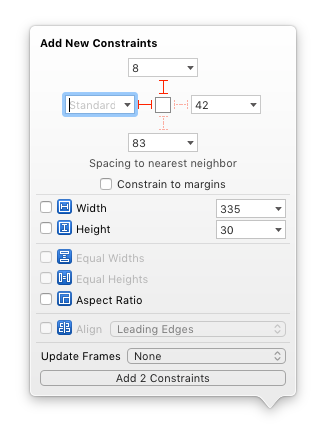 Add New Constraints
8
Standard
42
83
Spacing to nearest neighbor
Constrain to margins
Width 335
Height 30
Equal Widths
Equal Heights
Aspect Ratio
Align Leading Edges
Update Frames None
Add 2 Constraints